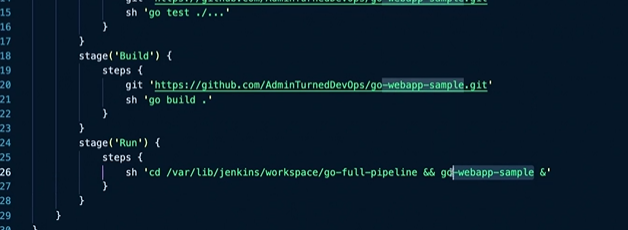 git 'https://github.com/AdminTurnedDevOps/go-webapp-sample.git'
15 sh 'go test ./...'
16 }
17 }
18 stage('Build') {
19 steps {
20 git 'https://github.com/AdminTurnedDevOps/go-webapp-sample.git'
21 sh 'go build .'
22 }
23 }
24 stage('Run') {
25 steps {
26 sh 'cd /var/lib/jenkins/workspace/go-full-pipeline && go-webapp-sample &'
27 }
28 }
29 }
30 }